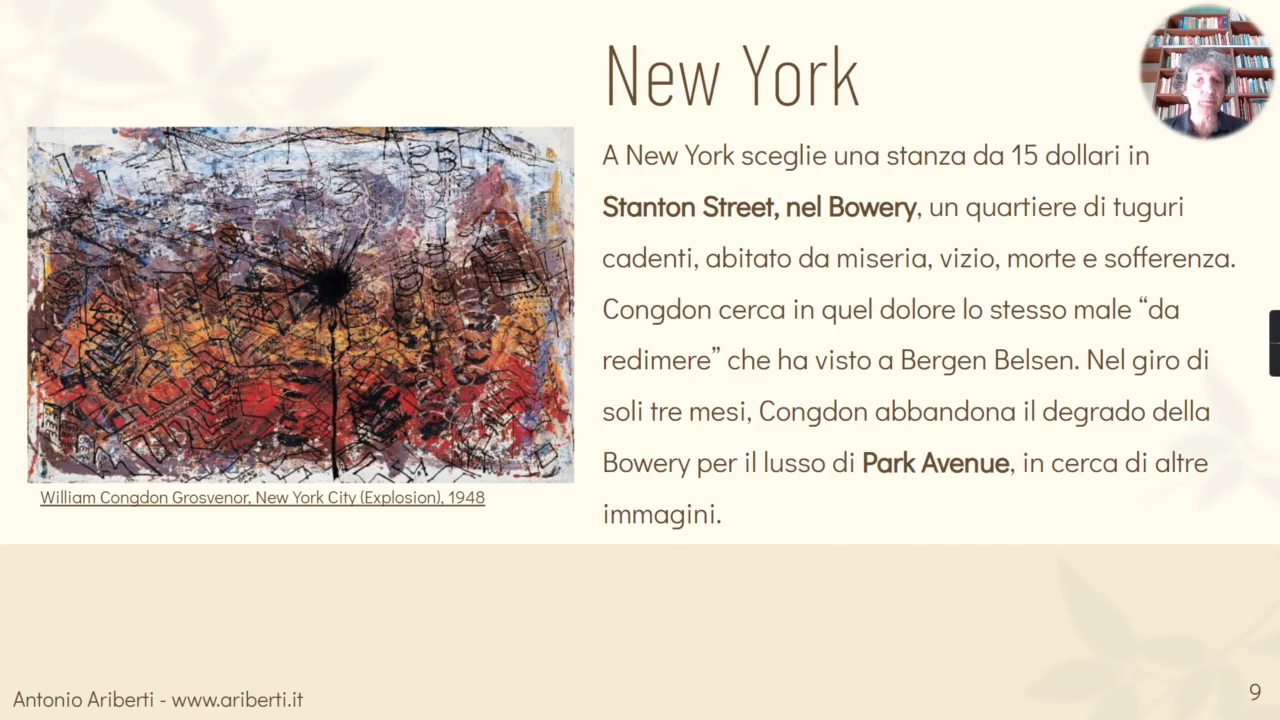 New York
A New York sceglie una stanza da 15 dollari in
Stanton Street, nel Bowery, un quartiere di tuguri
cadenti, abitato da miseria, vizio, morte e sofferenza.
Congdon cerca in quel dolore lo stesso male “da
redimere” che ha visto a Bergen Belsen. Nel giro di
soli tre mesi, Congdon abbandona il degrado della
Bowery per il lusso di Park Avenue, in cerca di altre
immagini.
William Congdon Grosvenor, New York City (Explosion), 1948
Antonio Ariberti - www.ariberti.it
9